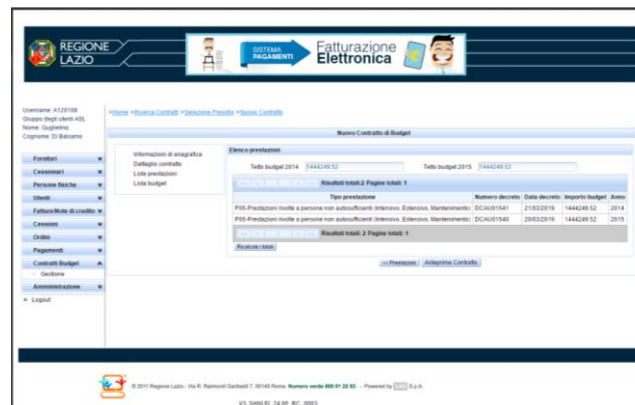 REGIONE
LAZIO
SISTEMA
PAGAMENTI
Fatturazione
Elettronica
Username: A120108
Gruppo degli utenti ASL
Nome: Guglielmo
Cognome: Di Balsamo
>Home >Ricerca Contratti >Selezione Presidio >Nuovo Contratto
Nuovo Contratto di Budget
Fornitori
Cessionari
Persone fisiche
Utenti
Fatture/Note di credito
Cessioni
Ordini
Pagamenti
Contratti Budget
Gestione
Amministrazione
Logout
Informazioni di anagrafica
Dettaglio contratto
Lista prestazioni
Lista budget
Elenco prestazioni
Tetto budget 2014 1444249.52 Tetto budget 2015 1444249.52
Risultati totali: 2 Pagine totali: 1
Tipo prestazione Numero decreto Data decreto Importo budget Anno
P05-Prestazioni rivolte a persone non autosufficienti (Intensivo, Estensivo, Mantenimento) DCAU01541 21/03/2019 1444249.52 2014
P05-Prestazioni rivolte a persone non autosufficienti (Intensivo, Estensivo, Mantenimento) DCAU01540 20/03/2019 1444249.52 2015
Risultati totali: 2 Pagine totali: 1
Ricalcola i totali
<< Prestazioni Anteprima Contratto
© 2011 Regione Lazio - Via R. Raimondi Garibaldi 7, 00145 Roma. Numero verde 800 01 22 83. - Powered by LAit S.p.A.